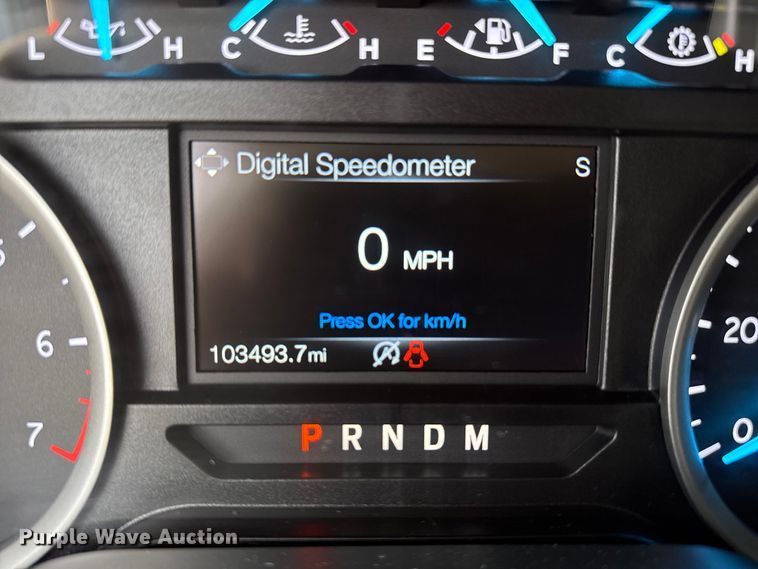 L H C H E F C H
Digital Speedometer S
0 MPH
Press OK for km/h
103493.7mi
6
7
20
0
P R N D M
Purple Wave Auction